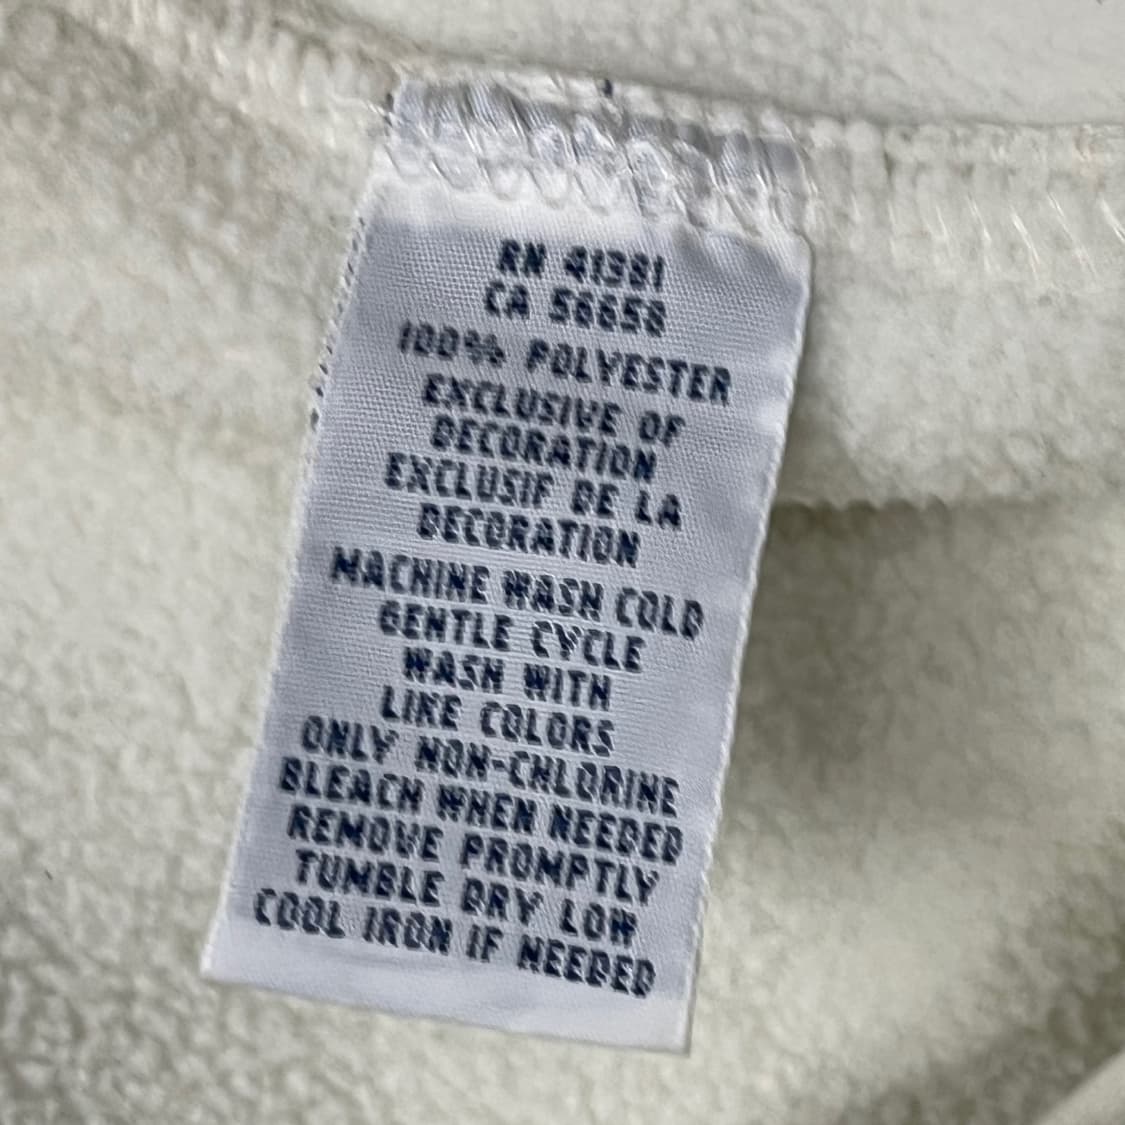 RN 41381
CA 56658
100% POLYESTER
EXCLUSIVE OF
DECORATION
EXCLUSIF DE LA
DECORATION
MACHINE WASH COLD
GENTLE CYCLE
WASH WITH
LIKE COLORS
ONLY NON-CHLORINE
BLEACH WHEN NEEDED
REMOVE PROMPTLY
TUMBLE DRY LOW
COOL IRON IF NEEDED